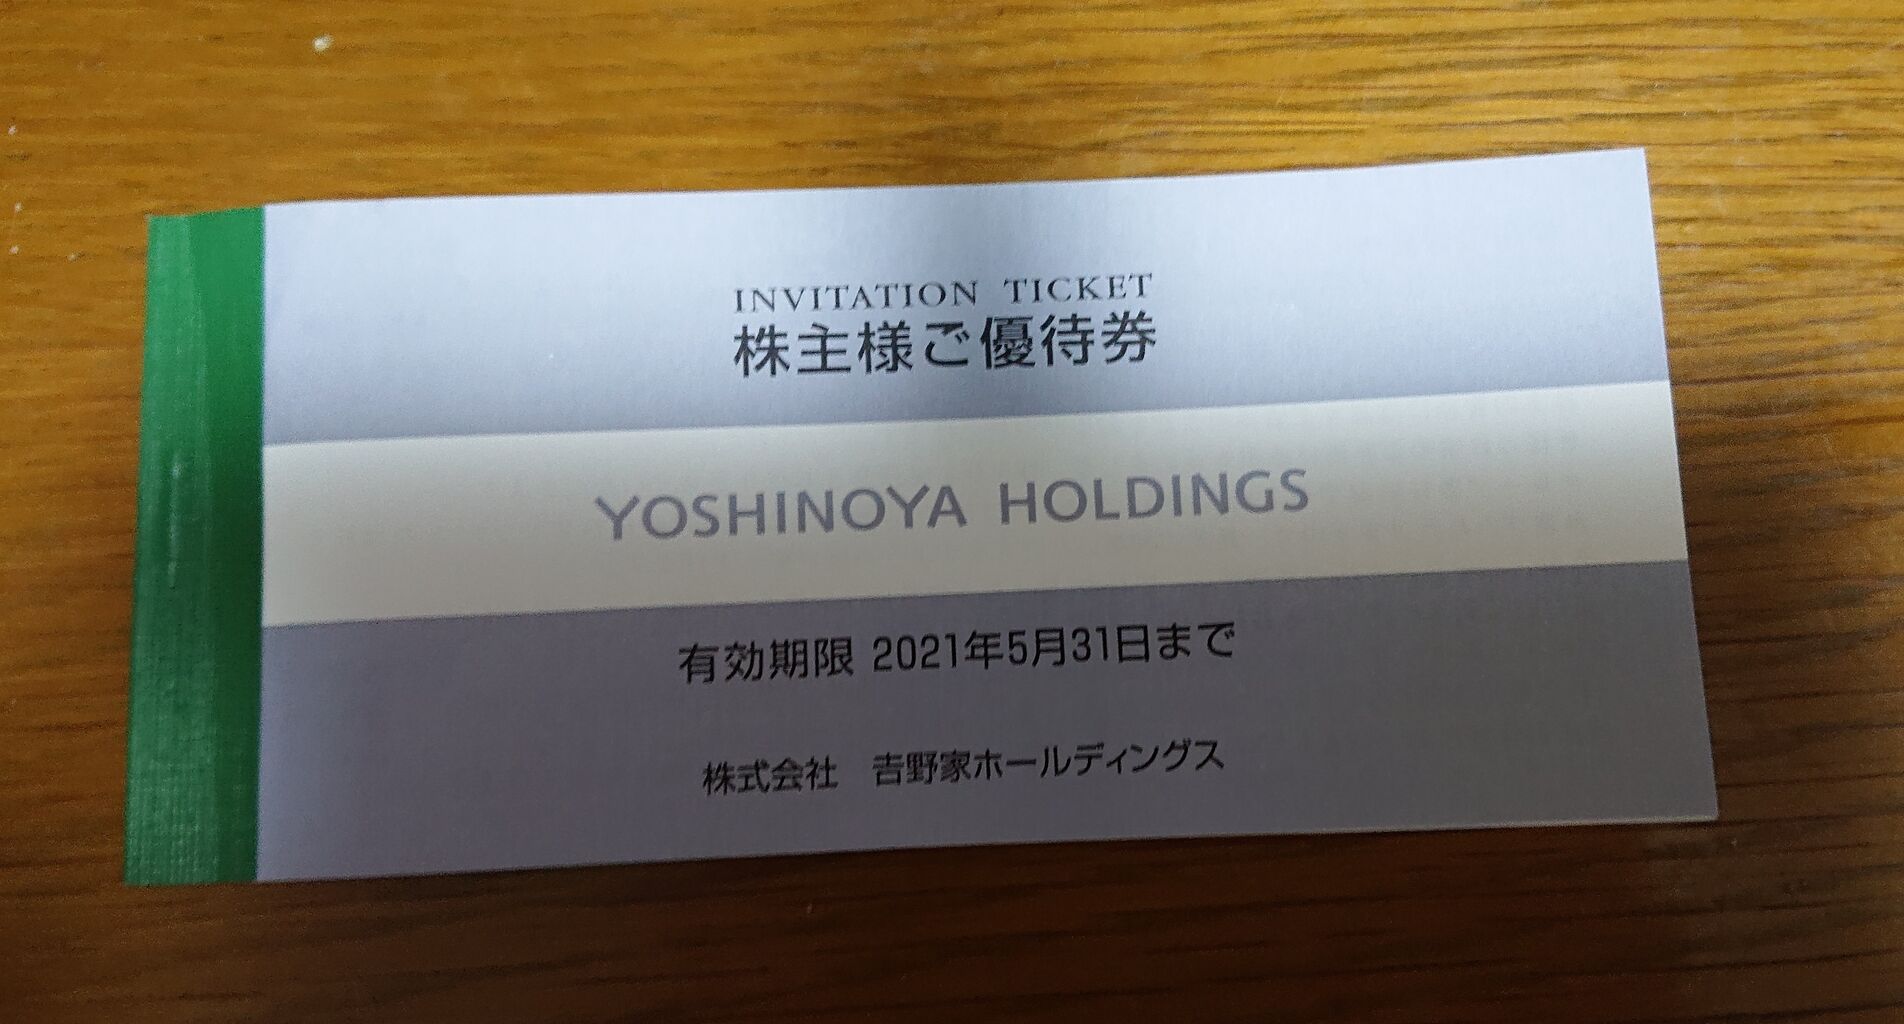 INVITATION TICKET
株主様ご優待券
YOSHINOYA HOLDINGS
有効期限 2021年5月31日まで
株式会社　𠮷野家ホールディングス